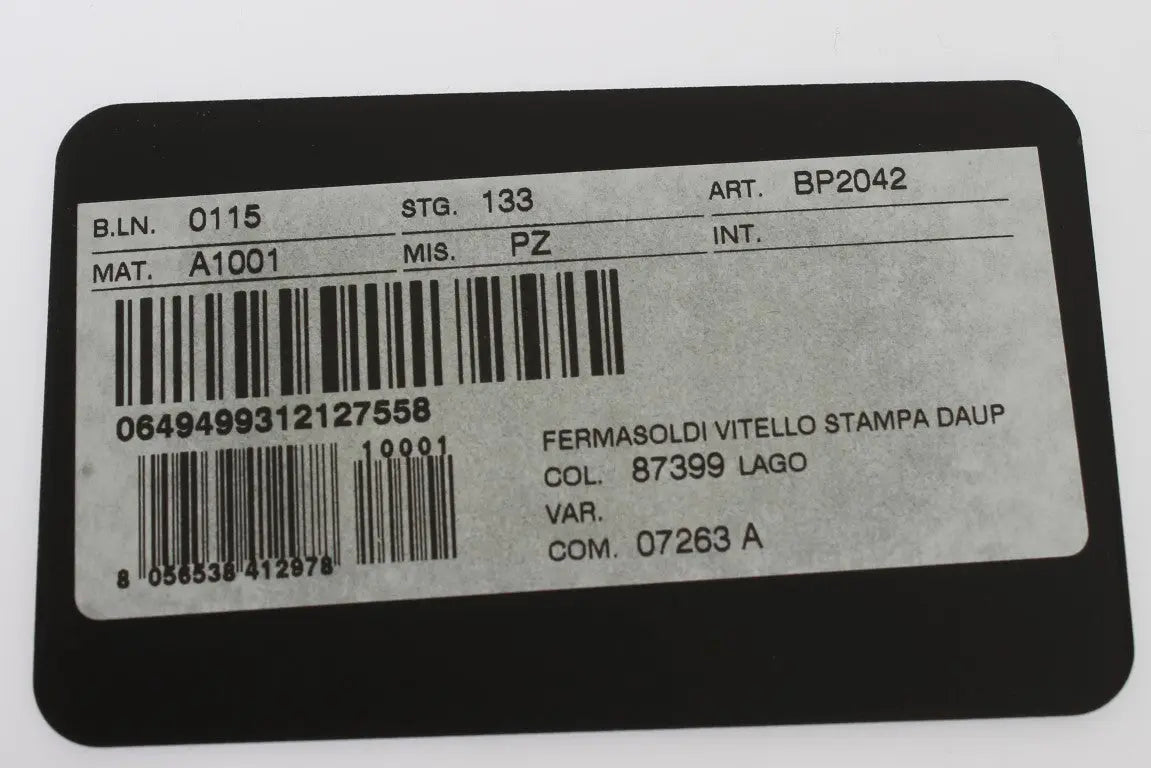 B.LN. 0115 STG. 133 ART. BP2042
MAT. A1001 MIS. PZ INT.
0649499312127558
10001
8 056538 412978
FERMASOLDI VITELLO STAMPA DAUP
COL. 87399 LAGO
VAR.
COM. 07263 A